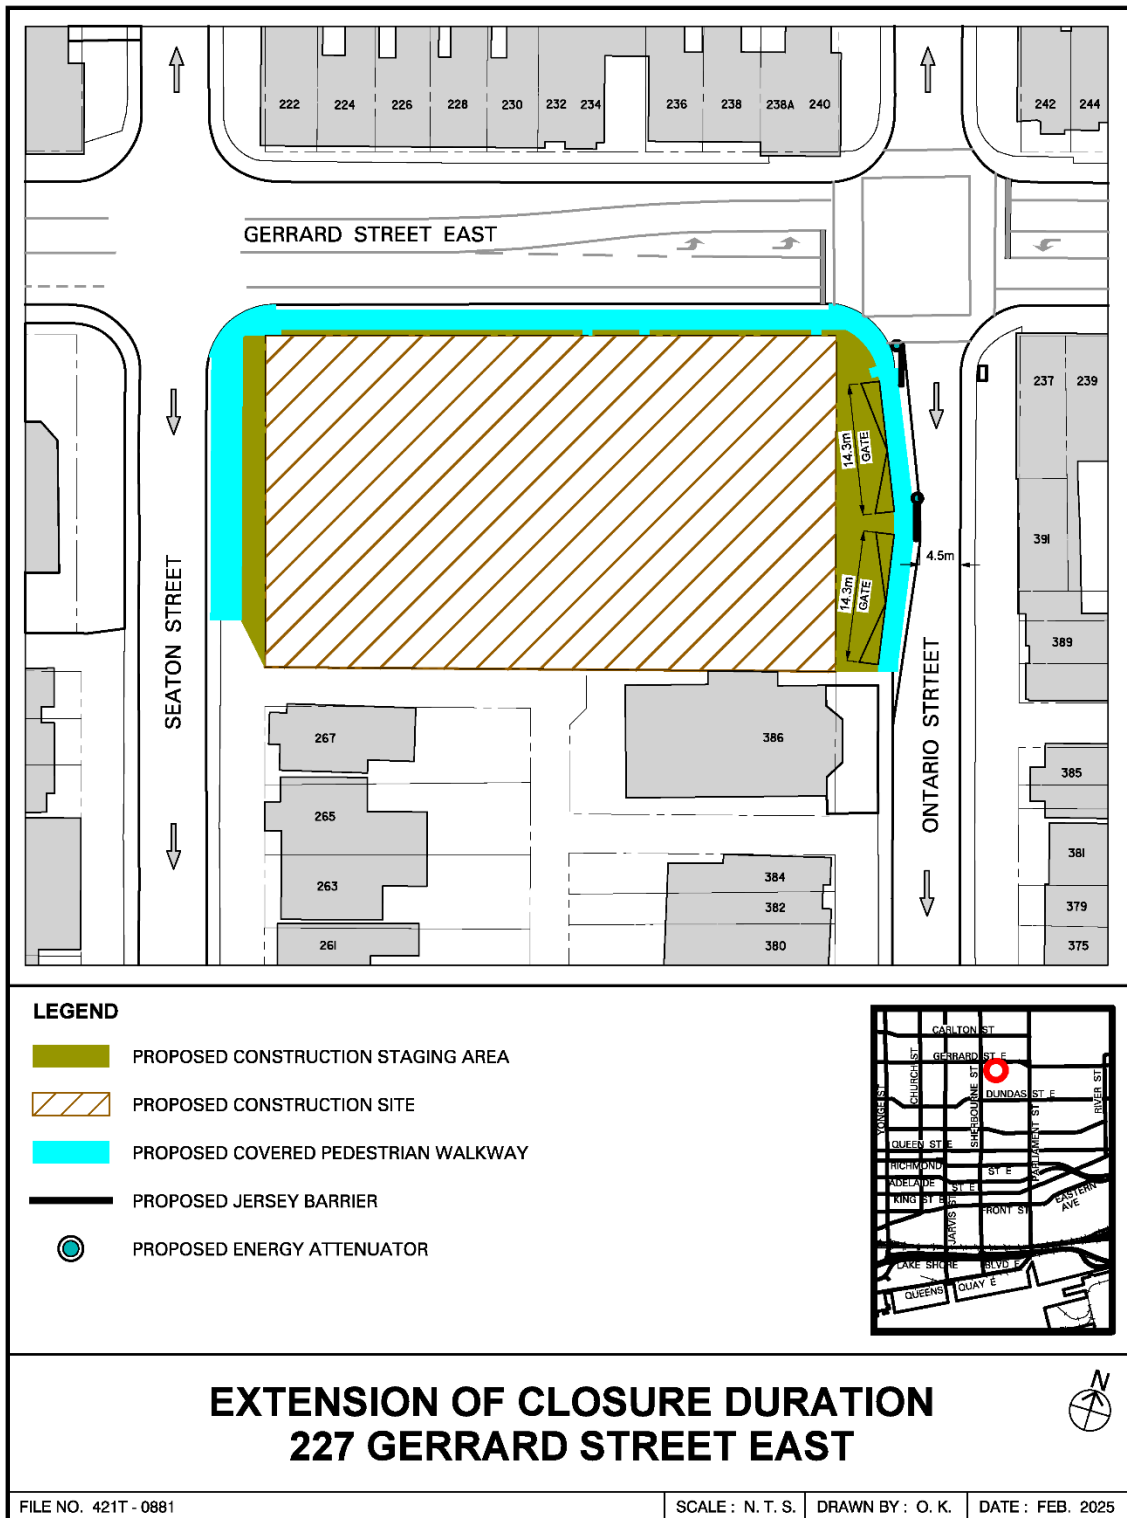 222 224 226 228 230 232 234 236 238 238A 240 242 244
GERRARD STREET EAST
237 239
14.3m
GATE
391
4.5m
14.3m
GATE
389
SEATON STREET
ONTARIO STRTEET
267
386
385
265
381
263
384
382
379
261
380
375
LEGEND
PROPOSED CONSTRUCTION STAGING AREA
PROPOSED CONSTRUCTION SITE
PROPOSED COVERED PEDESTRIAN WALKWAY
PROPOSED JERSEY BARRIER
PROPOSED ENERGY ATTENUATOR
CARLTON ST
GERRARD ST E
CHURCH ST
SHERBOURNE ST
DUNDAS ST E
YONGE ST
PARLIAMENT ST
RIVER ST
QUEEN ST E
RICHMOND ST E
ADELAIDE ST E
KING ST E
JARVIS ST
FRONT ST
EASTERN AVE
LAKE SHORE BLVD E
QUEENS QUAY E
EXTENSION OF CLOSURE DURATION
227 GERRARD STREET EAST
N
FILE NO. 421T - 0881
SCALE : N. T. S.
DRAWN BY : O. K.
DATE : FEB. 2025